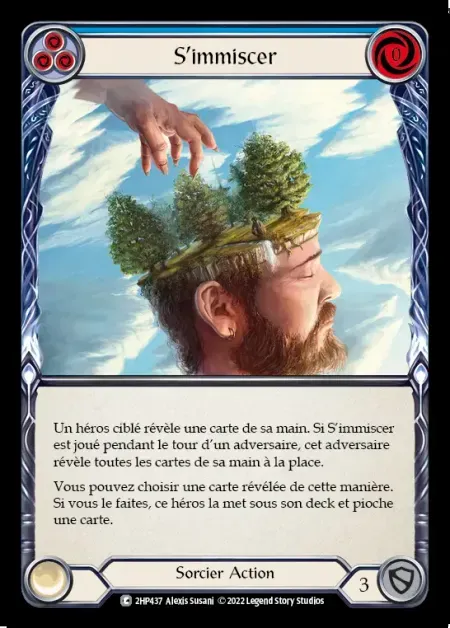 S'immiscer
0
Un héros ciblé révèle une carte de sa main. Si S'immiscer
est joué pendant le tour d'un adversaire, cet adversaire
révèle toutes les cartes de sa main à la place.
Vous pouvez choisir une carte révélée de cette manière.
Si vous le faites, ce héros la met sous son deck et pioche
une carte.
Sorcier Action
3
C 2HP437 Alexis Susani © 2022 Legend Story Studios